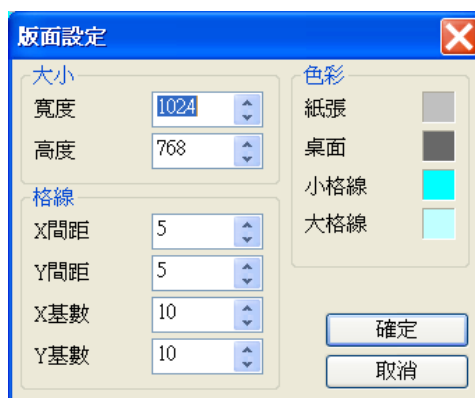 版面設定
大小
寬度 1024
高度 768
格線
X間距 5
Y間距 5
X基數 10
Y基數 10
色彩
紙張
桌面
小格線
大格線
確定
取消